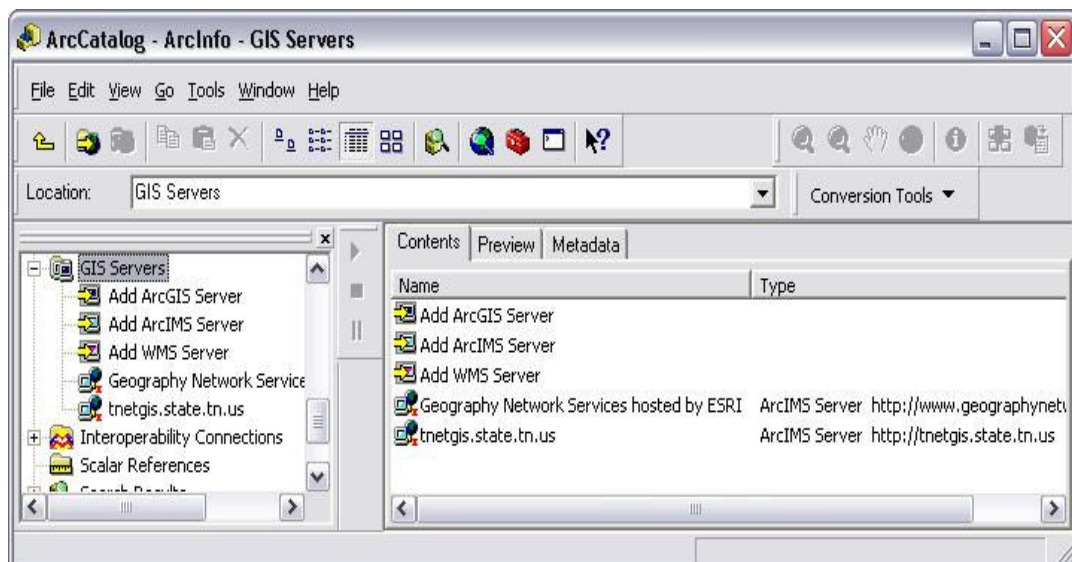 ArcCatalog - ArcInfo - GIS Servers
File Edit View Go Tools Window Help
Location: GIS Servers
Conversion Tools
GIS Servers
Add ArcGIS Server
Add ArcIMS Server
Add WMS Server
Geography Network Service
tnetgis.state.tn.us
Interoperability Connections
Scalar References
Search Results
Contents Preview Metadata
Name Type
Add ArcGIS Server
Add ArcIMS Server
Add WMS Server
Geography Network Services hosted by ESRI ArcIMS Server http://www.geographynetw
tnetgis.state.tn.us ArcIMS Server http://tnetgis.state.tn.us